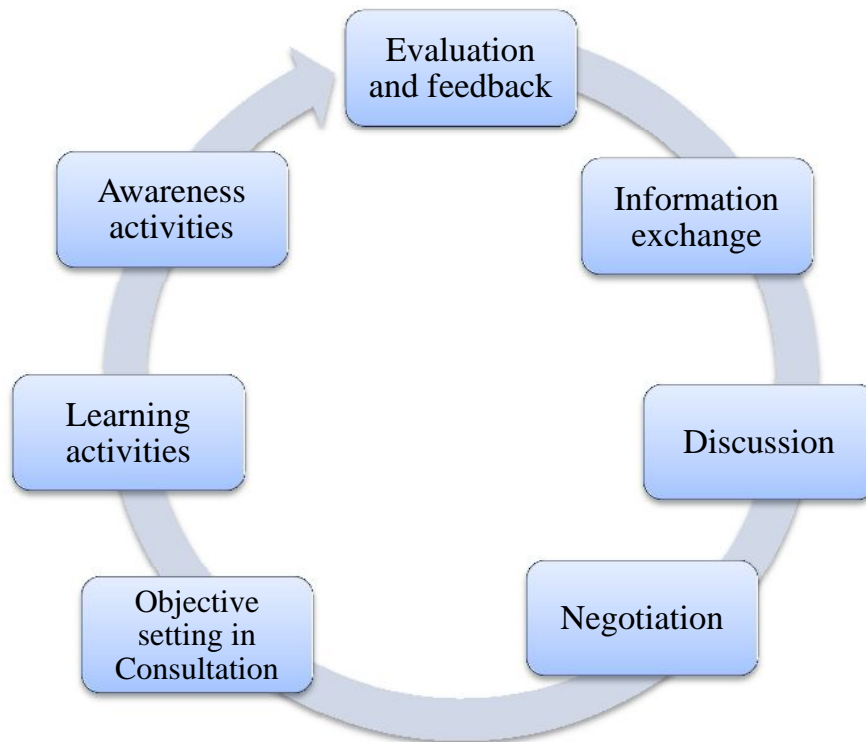 Evaluation
and feedback
Information
exchange
Discussion
Negotiation
Objective
setting in
Consultation
Learning
activities
Awareness
activities